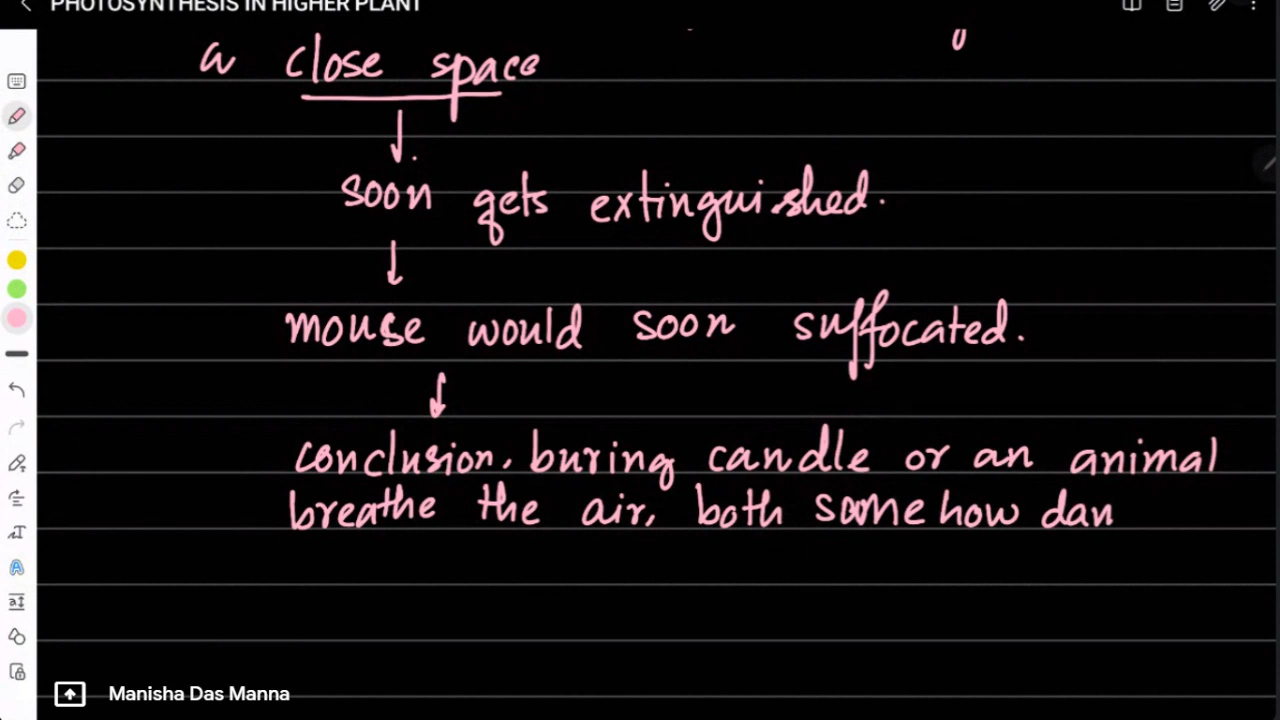 PHOTOSYNTHESIS IN HIGHER PLANT
a close space
soon gets extinguished.
mouse would soon suffocated.
conclusion. buring candle or an animal
breathe the air, both somehow dam
Manisha Das Manna